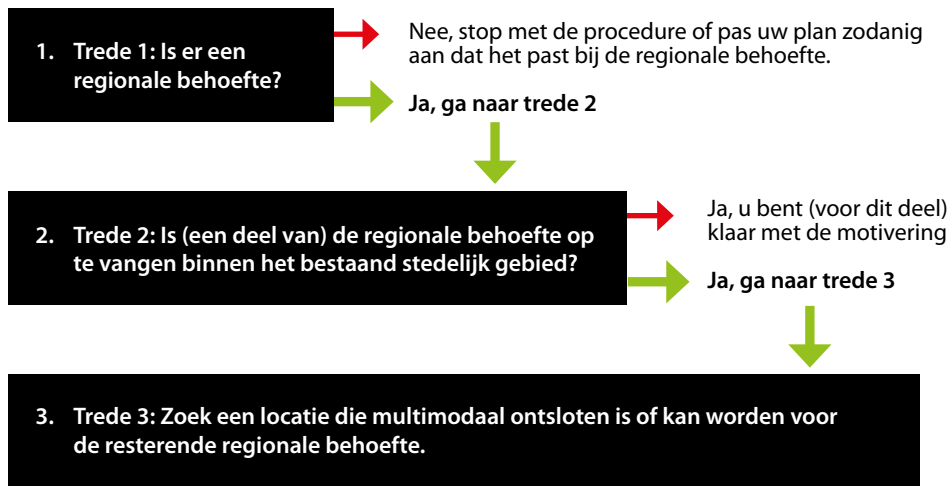 1. Trede 1: Is er een
regionale behoefte?
Nee, stop met de procedure of pas uw plan zodanig
aan dat het past bij de regionale behoefte.
Ja, ga naar trede 2
2. Trede 2: Is (een deel van) de regionale behoefte op
te vangen binnen het bestaand stedelijk gebied?
Ja, u bent (voor dit deel)
klaar met de motivering
Ja, ga naar trede 3
3. Trede 3: Zoek een locatie die multimodaal ontsloten is of kan worden voor
de resterende regionale behoefte.